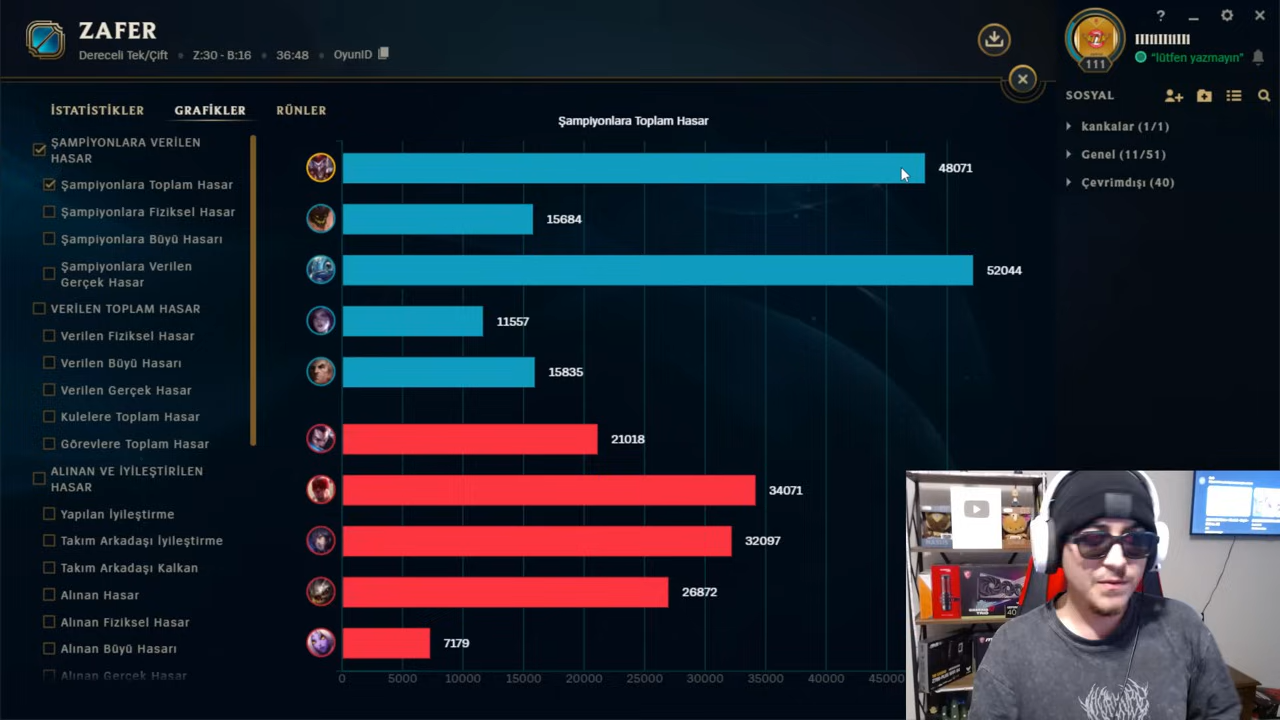 ZAFER
Dereceli Tek/Çift • Z:30 - B:16 • 36:48 • OyunID
?
111
"lütfen yazmayın"
SOSYAL
kankalar (1/1)
Genel (11/51)
Çevrimdışı (40)
İSTATİSTİKLER GRAFİKLER RÜNLER
ŞAMPİYONLARA VERİLEN
HASAR
Şampiyonlara Toplam Hasar
Şampiyonlara Fiziksel Hasar
Şampiyonlara Büyü Hasarı
Şampiyonlara Verilen
Gerçek Hasar
VERİLEN TOPLAM HASAR
Verilen Fiziksel Hasar
Verilen Büyü Hasarı
Verilen Gerçek Hasar
Kulelere Toplam Hasar
Görevlere Toplam Hasar
ALINAN VE İYİLEŞTİRİLEN
HASAR
Yapılan İyileştirme
Takım Arkadaşı İyileştirme
Takım Arkadaşı Kalkan
Alınan Hasar
Alınan Fiziksel Hasar
Alınan Büyü Hasarı
Alınan Gerçek Hasar
Şampiyonlara Toplam Hasar
48071
15684
52044
11557
15835
21018
34071
32097
26872
7179
0 5000 10000 15000 20000 25000 30000 35000 40000 45000